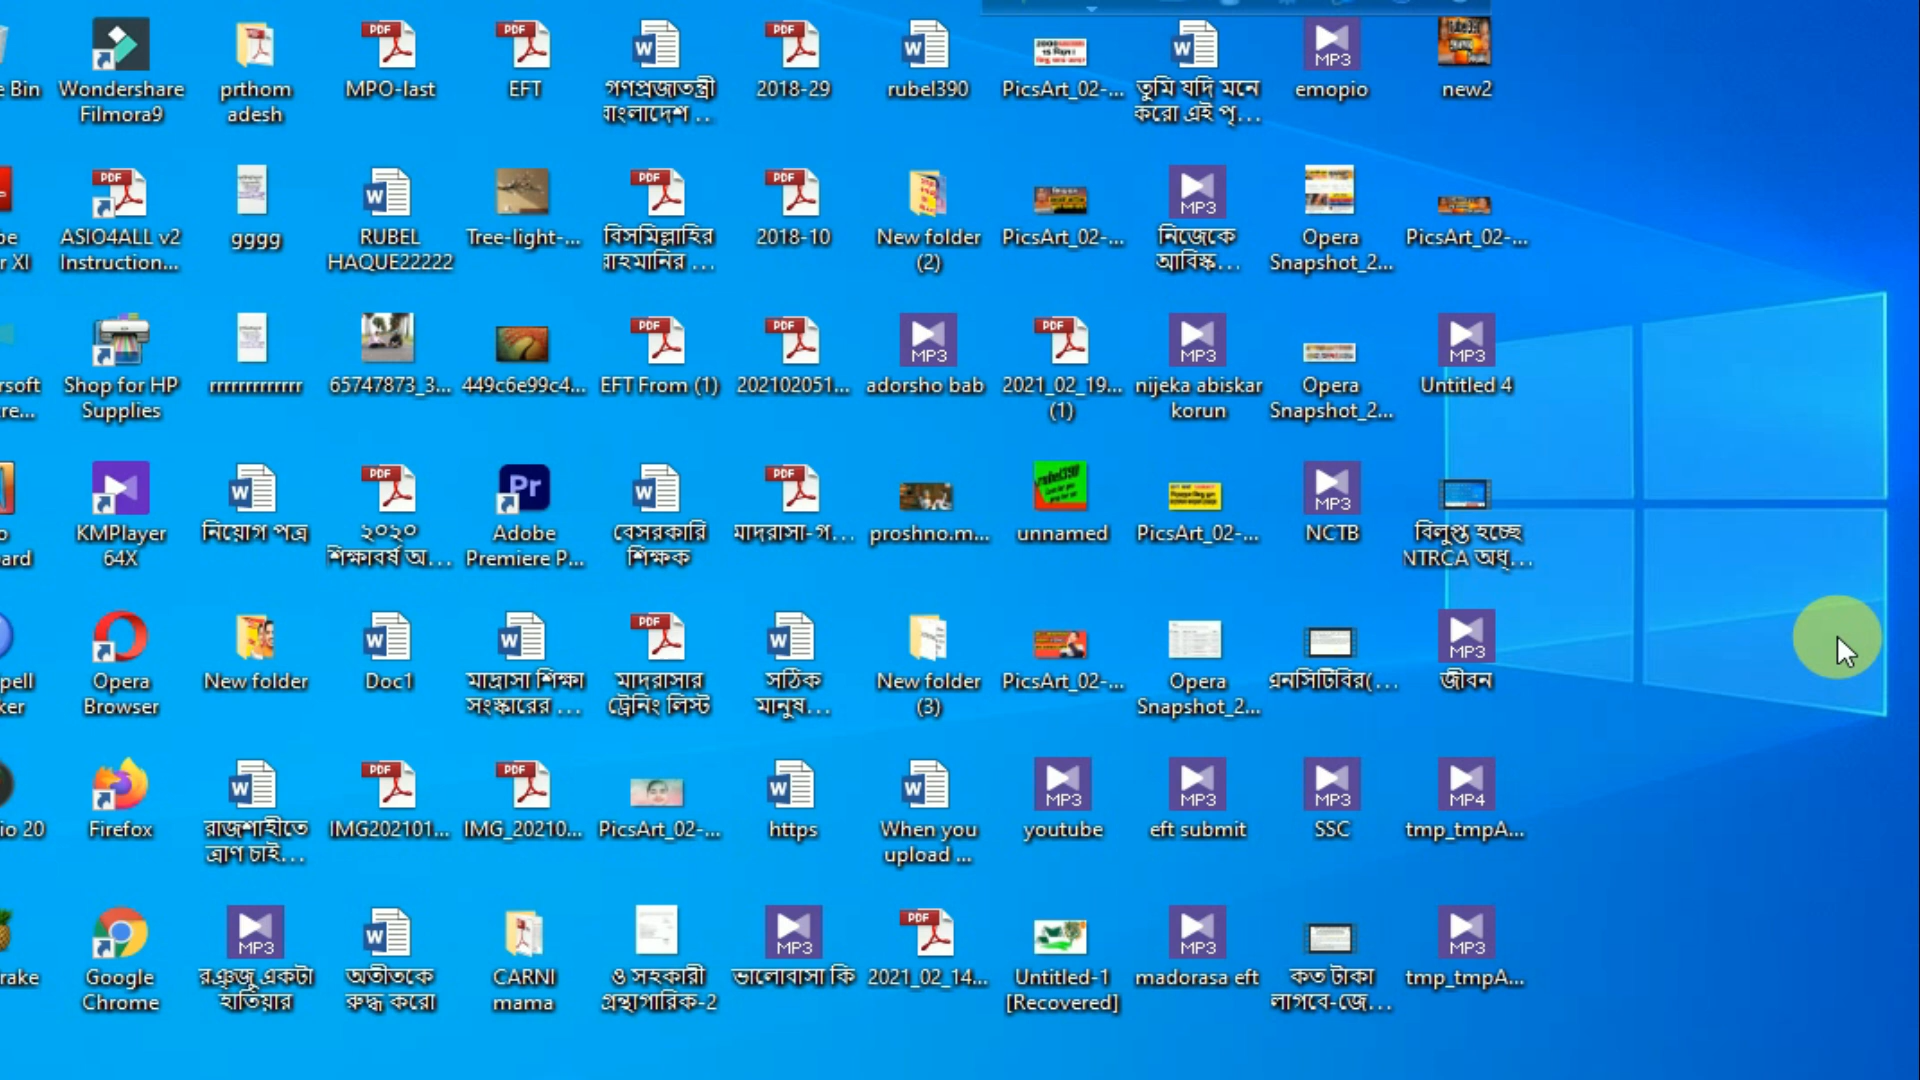 e Bin
Wondershare
Filmora9
prthom
adesh
MPO-last
EFT
গণপ্রজাতন্ত্রী
বাংলাদেশ ...
2018-29
rubel390
PicsArt_02-...
তুমি যদি মনে
করো এই পৃ...
emopio
new2
be
r XI
ASIO4ALL v2
Instruction...
gggg
RUBEL
HAQUE22222
Tree-light-...
বিসমিল্লাহির
রাহমানির ...
2018-10
New folder
(2)
PicsArt_02-...
নিজেকে
আবিষ্ক...
Opera
Snapshot_2...
PicsArt_02-...
rsoft
re...
Shop for HP
Supplies
rrrrrrrrrrrrr
65747873_3...
449c6e99c4...
EFT From (1)
202102051...
adorsho bab
2021_02_19...
(1)
nijeka abiskar
korun
Opera
Snapshot_2...
Untitled 4
o
ard
KMPlayer
64X
নিয়োগ পত্র
২০২০
শিক্ষাবর্ষ অ...
Adobe
Premiere P...
বেসরকারি
শিক্ষক
মাদরাসা-গ...
proshno.m...
unnamed
PicsArt_02-...
NCTB
বিলুপ্ত হচ্ছে
NTRCA অধ্...
pell
ker
Opera
Browser
New folder
Doc1
মাদ্রাসা শিক্ষা
সংস্কারের ...
মাদরাসার
ট্রেনিং লিস্ট
সঠিক
মানুষ...
New folder
(3)
PicsArt_02-...
Opera
Snapshot_2...
এনসিটিবির(...
জীবন
io 20
Firefox
রাজশাহীতে
ত্রাণ চাই...
IMG202101...
IMG_20210...
PicsArt_02-...
https
When you
upload ...
youtube
eft submit
SSC
tmp_tmpA...
rake
Google
Chrome
একটা
হাতিয়ার
অতীতকে
রুদ্ধ করো
CARNI
mama
ও সহকারী
গ্রন্থাগারিক-2
ভালোবাসা কি
2021_02_14...
Untitled-1
[Recovered]
madorasa eft
কত টাকা
লাগবে-জে...
tmp_tmpA...